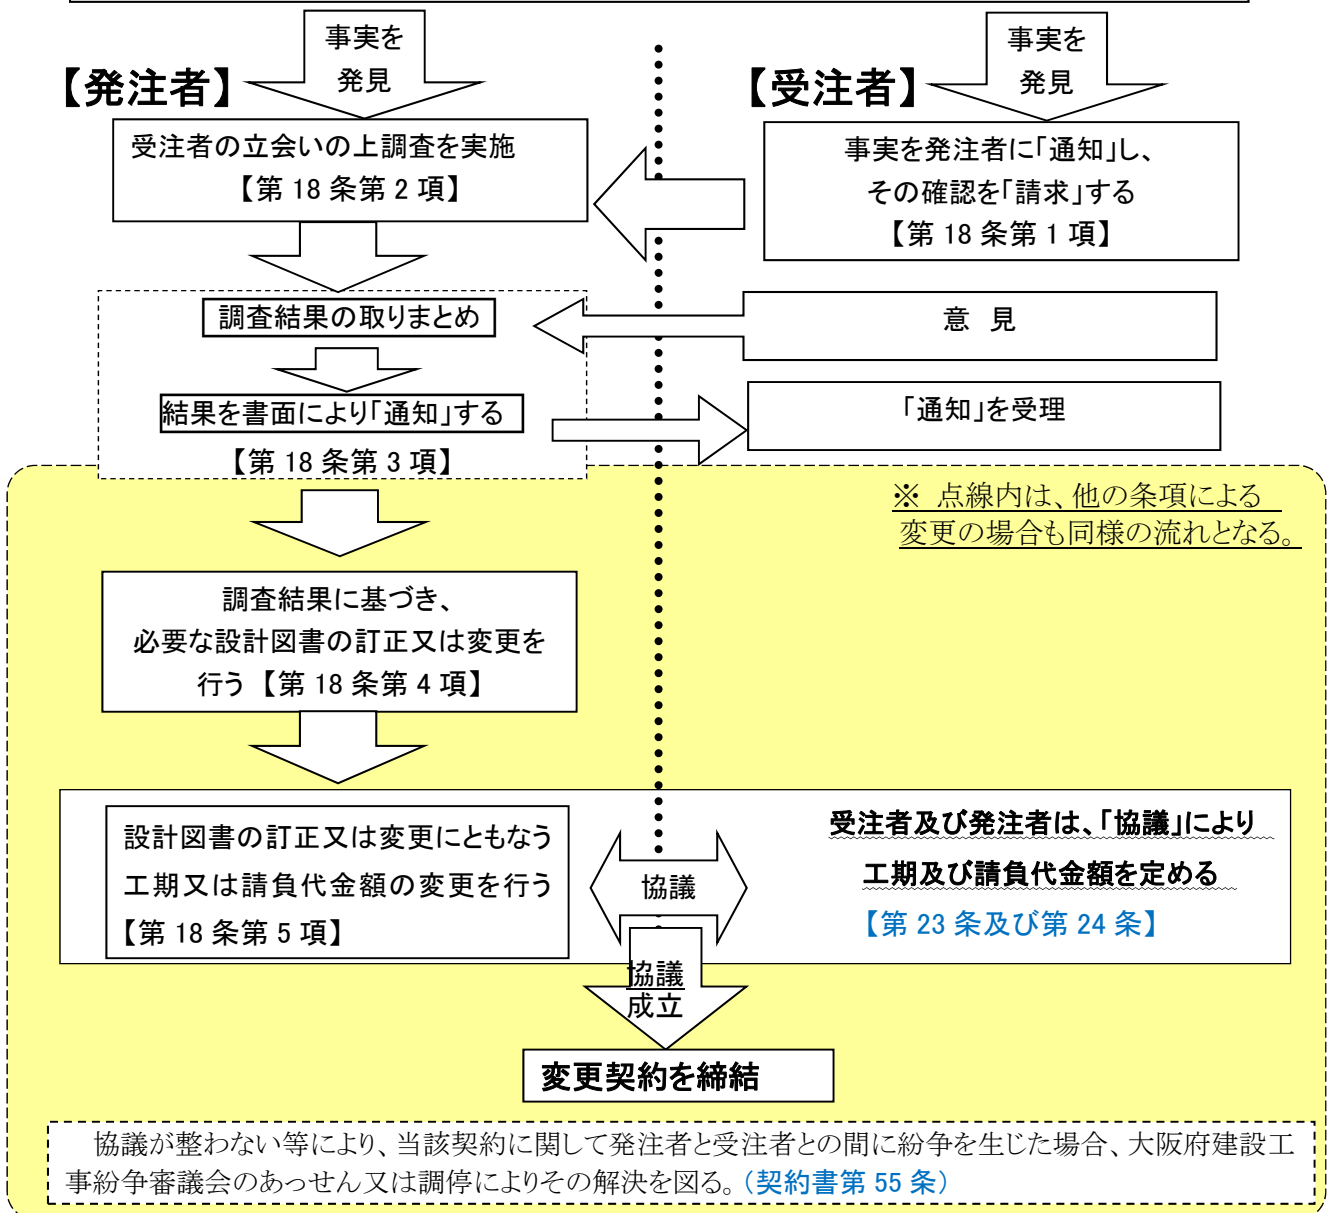 事実を
発見
事実を
発見
【発注者】
【受注者】
受注者の立会いの上調査を実施
【第 18 条第 2 項】
事実を発注者に「通知」し、
その確認を「請求」する
【第 18 条第 1 項】
調査結果の取りまとめ
意 見
結果を書面により「通知」する
【第 18 条第 3 項】
「通知」を受理
※ 点線内は、他の条項による
変更の場合も同様の流れとなる。
調査結果に基づき、
必要な設計図書の訂正又は変更を
行う【第 18 条第 4 項】
設計図書の訂正又は変更にともなう
工期又は請負代金額の変更を行う
【第 18 条第 5 項】
協議
受注者及び発注者は、「協議」により
工期及び請負代金額を定める
【第 23 条及び第 24 条】
協議
成立
変更契約を締結
協議が整わない等により、当該契約に関して発注者と受注者との間に紛争を生じた場合、大阪府建設工
事紛争審議会のあっせん又は調停によりその解決を図る。（契約書第 55 条）